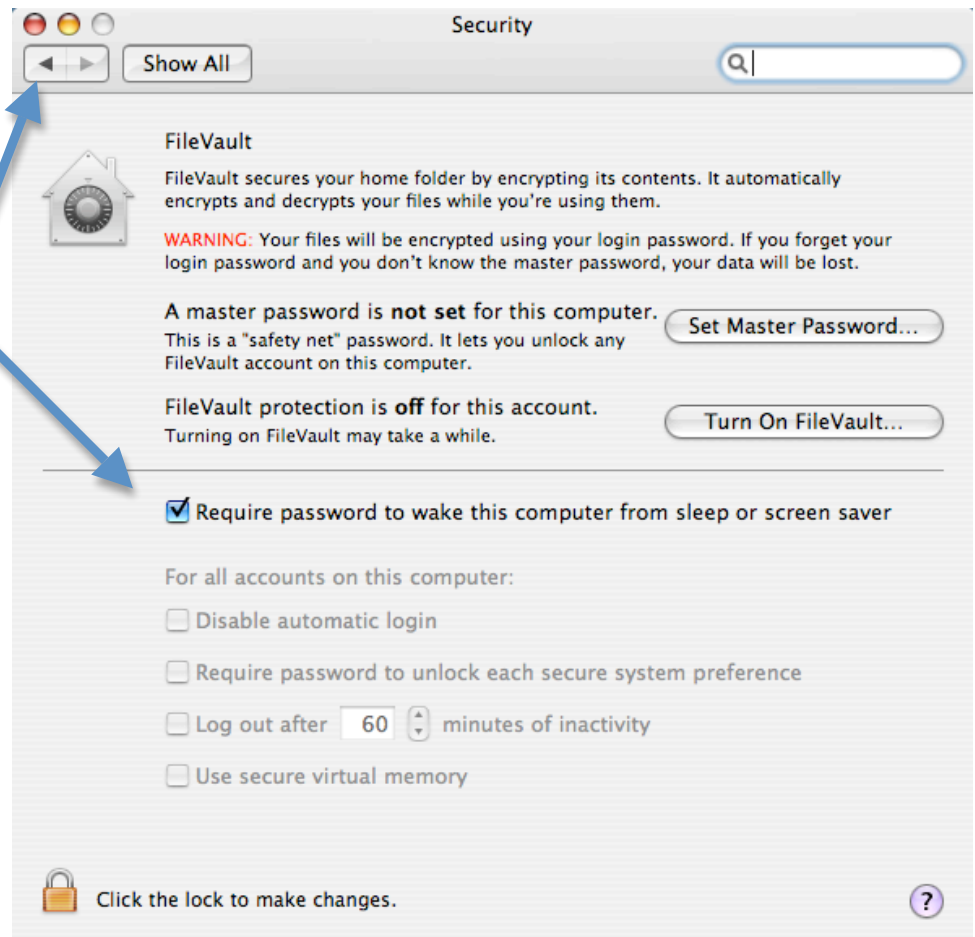 Security
Show All
FileVault
FileVault secures your home folder by encrypting its contents. It automatically
encrypts and decrypts your files while you're using them.
WARNING: Your files will be encrypted using your login password. If you forget your
login password and you don't know the master password, your data will be lost.
A master password is not set for this computer.
Set Master Password...
This is a "safety net" password. It lets you unlock any
FileVault account on this computer.
FileVault protection is off for this account.
Turn On FileVault...
Turning on FileVault may take a while.
Require password to wake this computer from sleep or screen saver
For all accounts on this computer:
Disable automatic login
Require password to unlock each secure system preference
Log out after 60 minutes of inactivity
Use secure virtual memory
Click the lock to make changes.
?